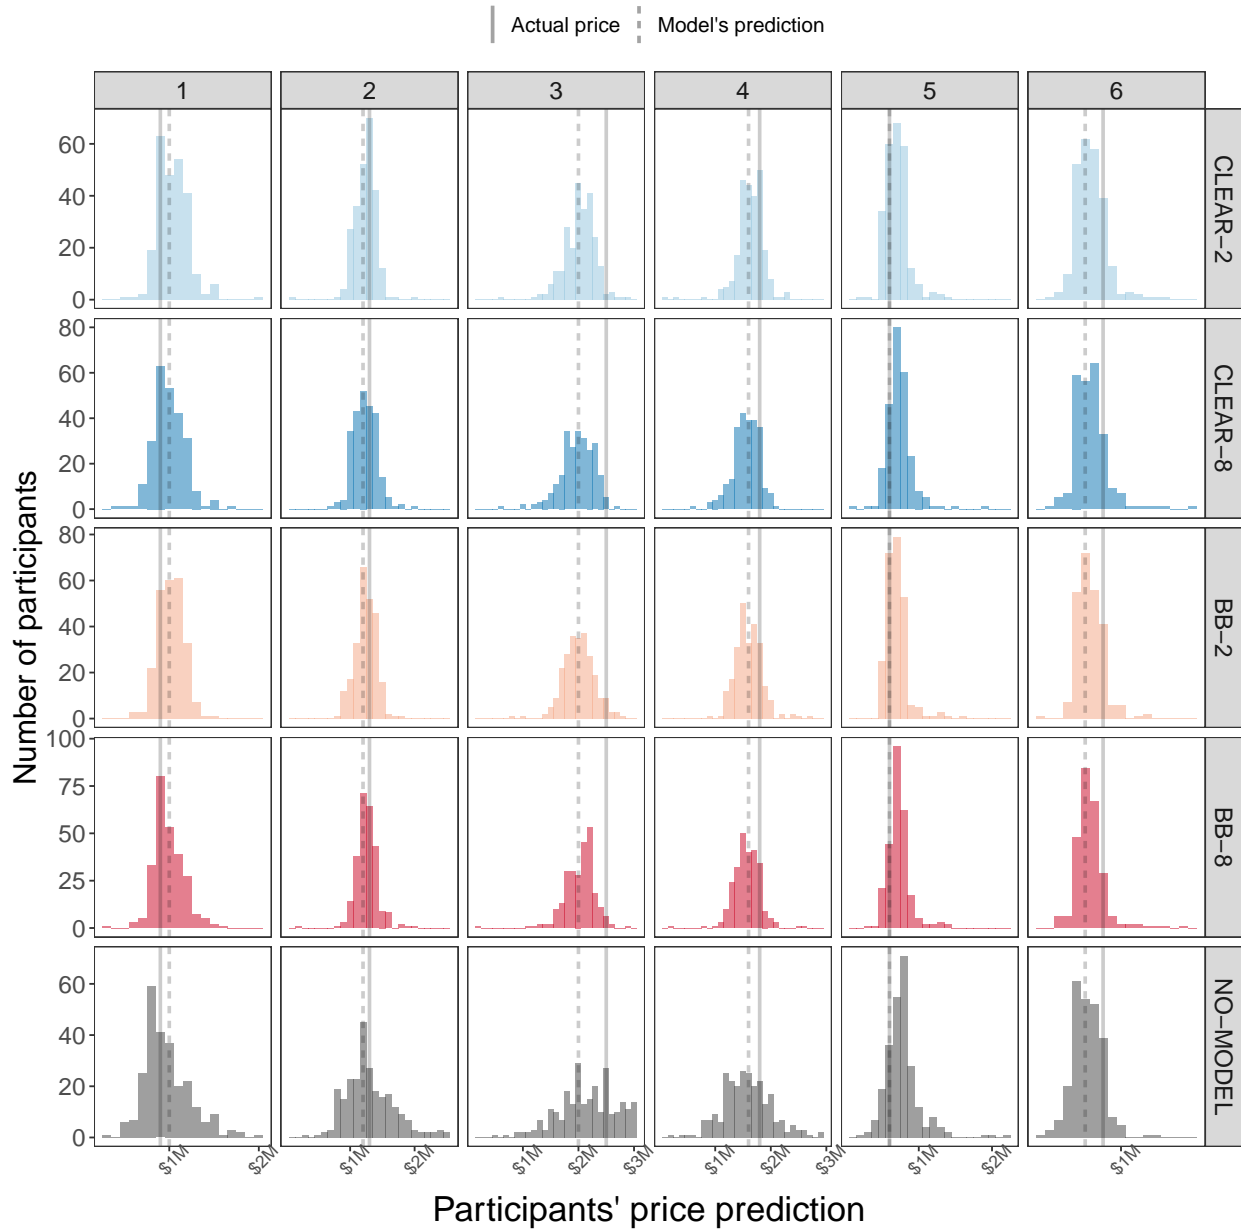 Actual price Model's prediction
1 2 3 4 5 6
60
40
20
0
CLEAR-2
80
60
40
20
0
CLEAR-8
80
60
40
20
0
BB-2
100
75
50
25
0
BB-8
60
40
20
0
NO-MODEL
Number of participants
$1M $2M $1M $2M $1M $2M $3M $1M $2M $3M $1M $2M $1M
Participants' price prediction